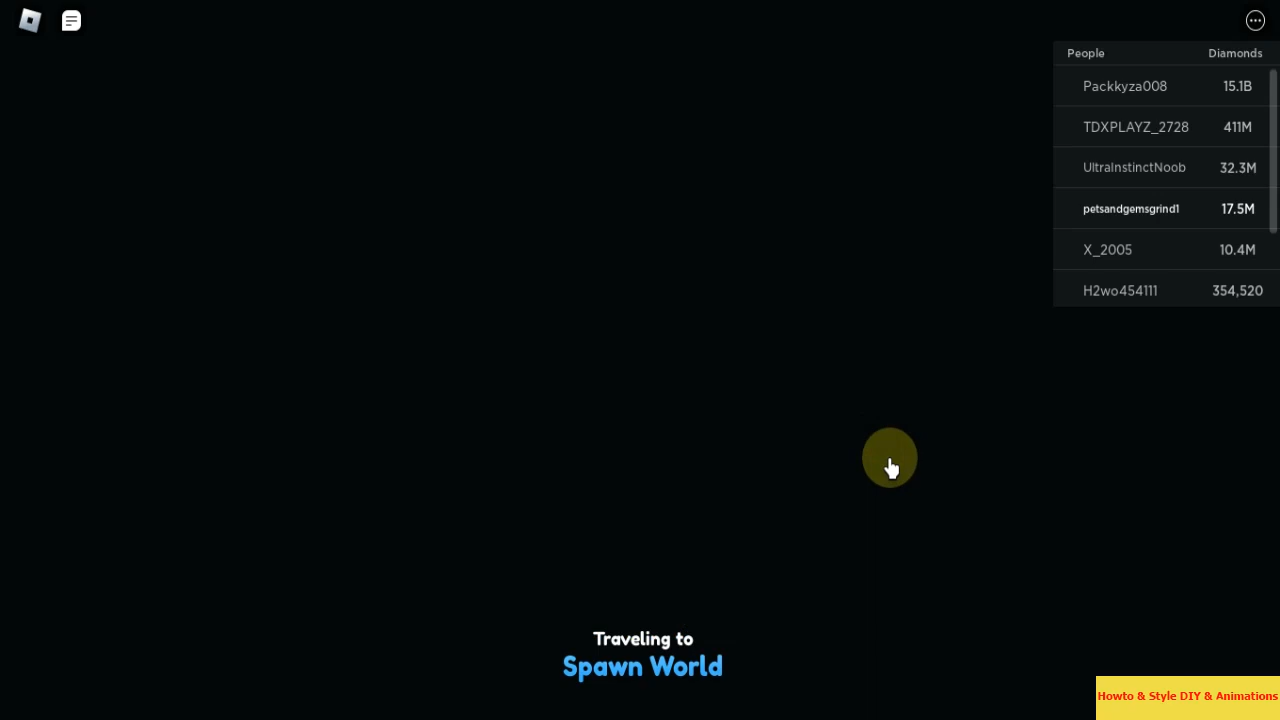 People Diamonds
Packkyza008 15.1B
TDXPLAYZ_2728 411M
UltraInstinctNoob 32.3M
petsandgemsgrind1 17.5M
X_2005 10.4M
H2wo454111 354,520
Traveling to
Spawn World
Howto & Style DIY & Animations